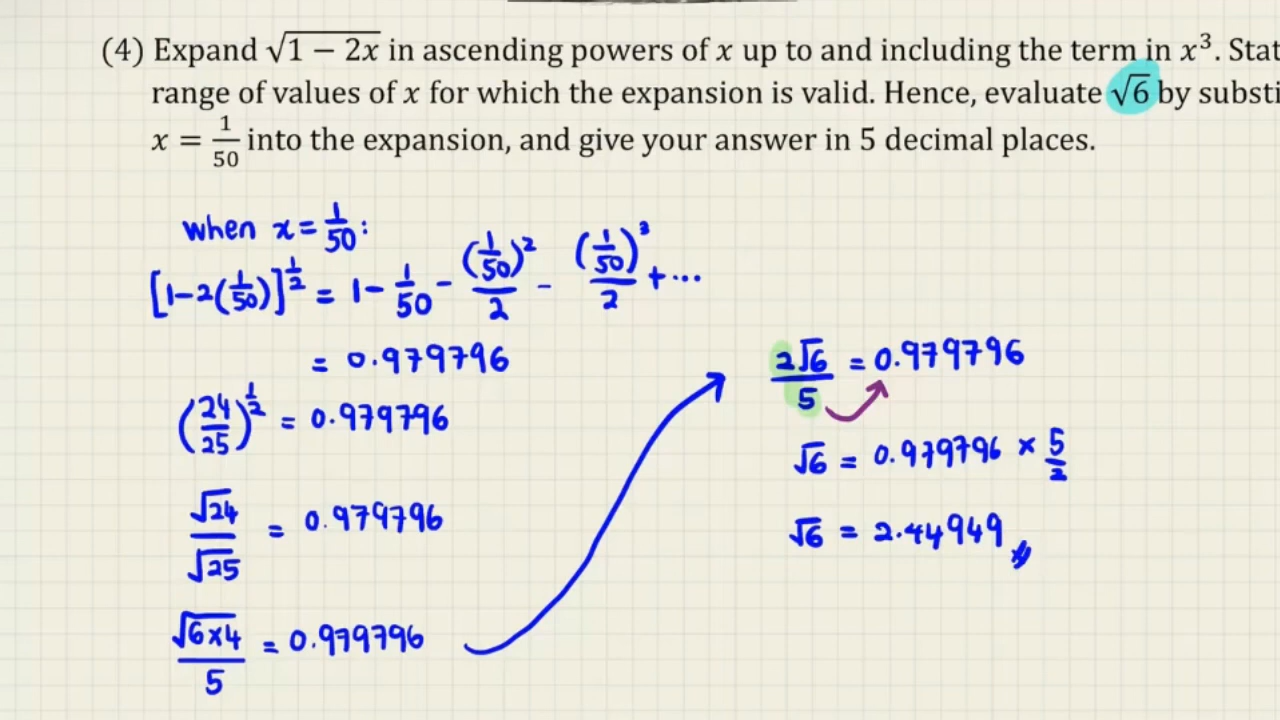 (4) Expand √(1 − 2x) in ascending powers of x up to and including the term in x³. Stat
range of values of x for which the expansion is valid. Hence, evaluate √6 by substi
x = 1/50 into the expansion, and give your answer in 5 decimal places.
when x = 1/50:
[1-2(1/50)]^(1/2) = 1 - 1/50 - (1/50)²/2 - (1/50)³/2 + ...
= 0.979796
(24/25)^(1/2) = 0.979796
√24/√25 = 0.979796
√(6×4)/5 = 0.979796
2√6/5 = 0.979796
√6 = 0.979796 × 5/2
√6 = 2.44949